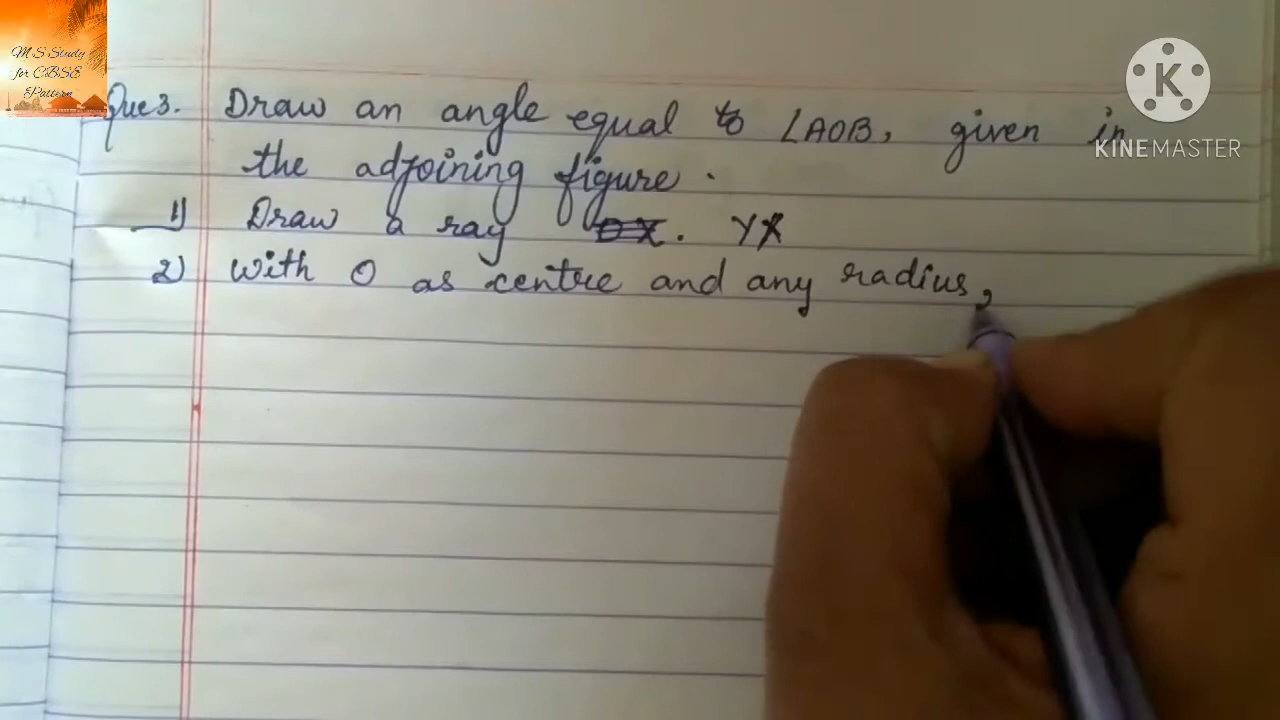 M.S Study
for CBSE
Pattern
KINEMASTER
Que 3. Draw an angle equal to ∠AOB, given in
the adjoining figure.
1) Draw a ray OX. YX
2) with O as centre and any radius,